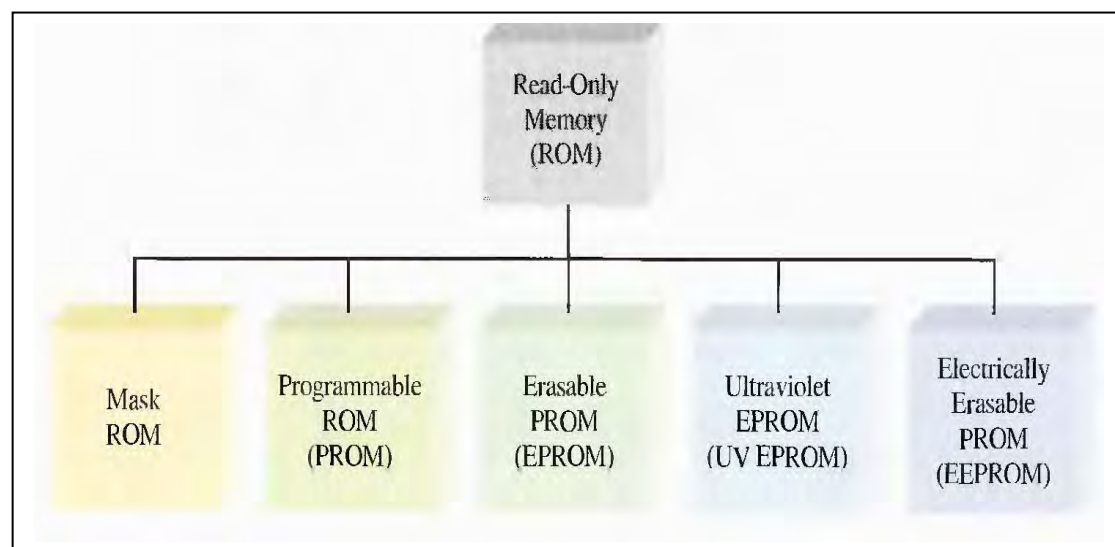 Read-Only
Memory
(ROM)
Mask
ROM
Programmable
ROM
(PROM)
Erasable
PROM
(EPROM)
Ultraviolet
EPROM
(UV EPROM)
Electrically
Erasable
PROM
(EEPROM)